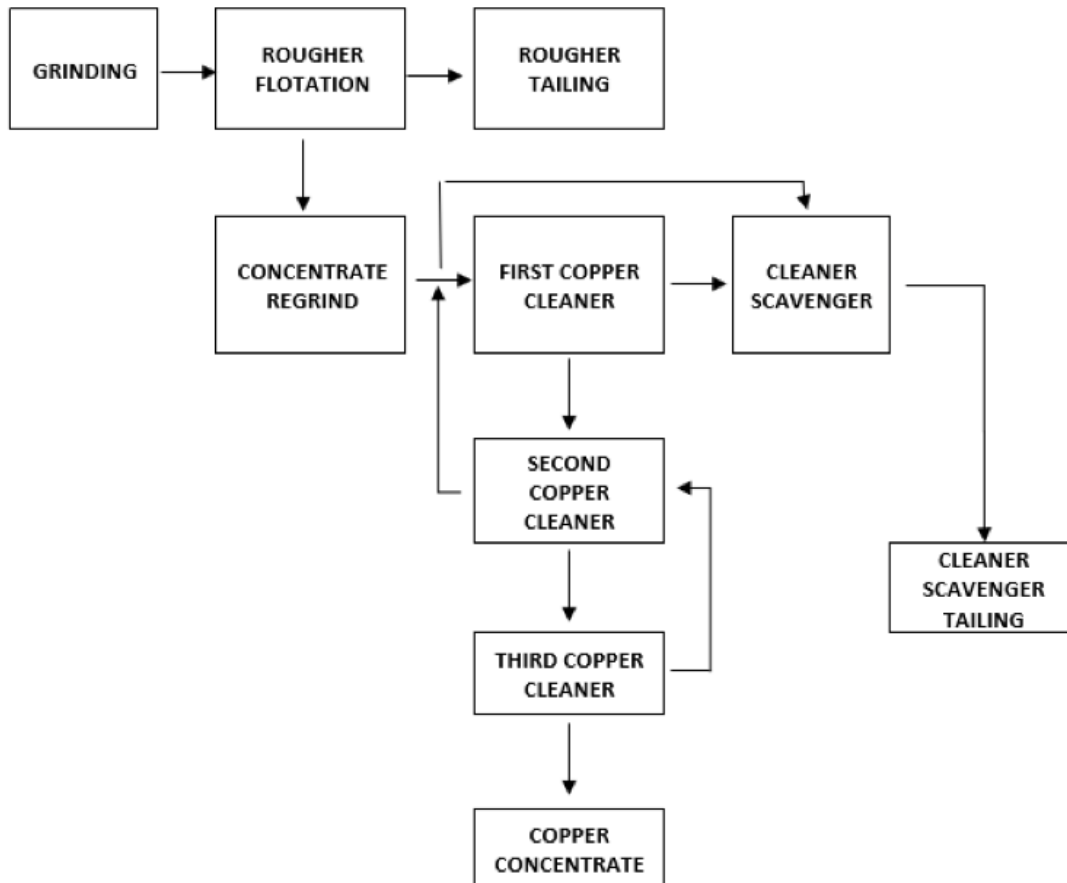 GRINDING
ROUGHER
FLOTATION
ROUGHER
TAILING
CONCENTRATE
REGRIND
FIRST COPPER
CLEANER
CLEANER
SCAVENGER
SECOND
COPPER
CLEANER
CLEANER
SCAVENGER
TAILING
THIRD COPPER
CLEANER
COPPER
CONCENTRATE